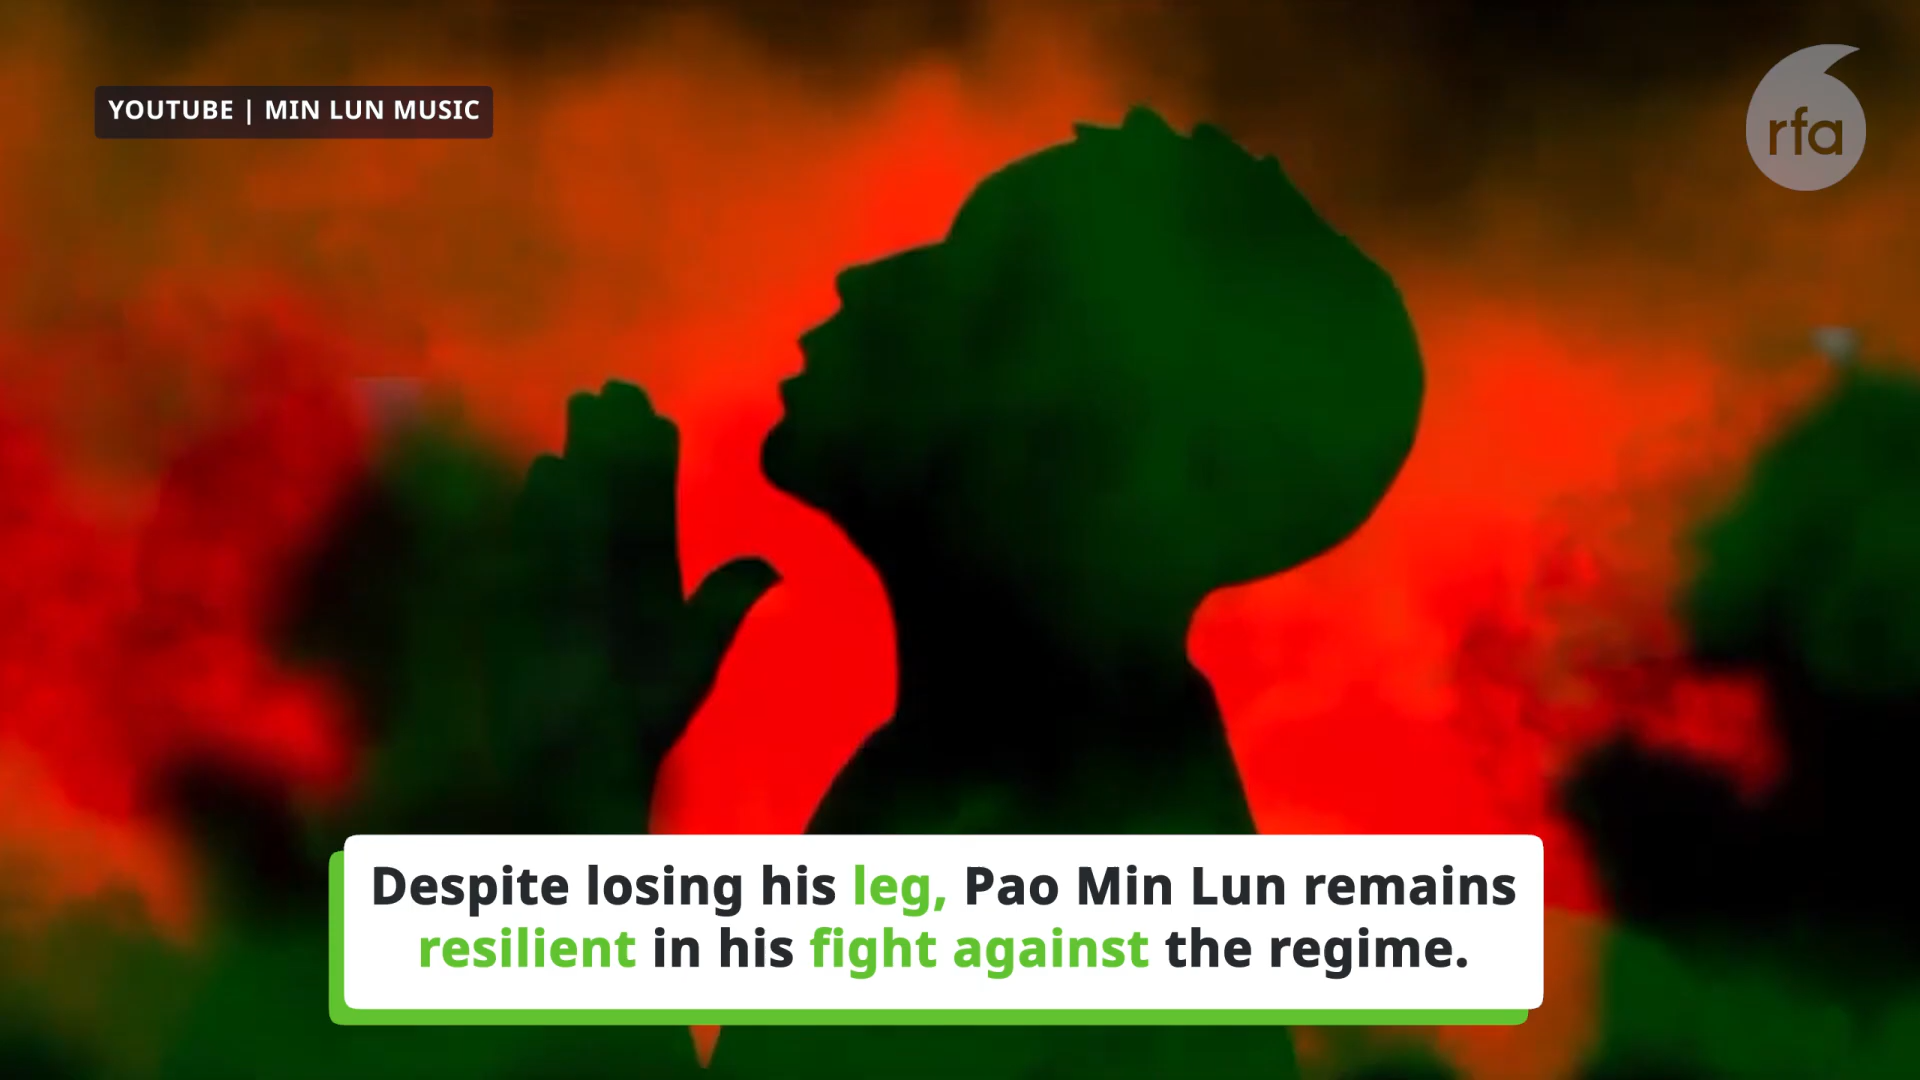 YOUTUBE | MIN LUN MUSIC
rfa
Despite losing his leg, Pao Min Lun remains
resilient in his fight against the regime.